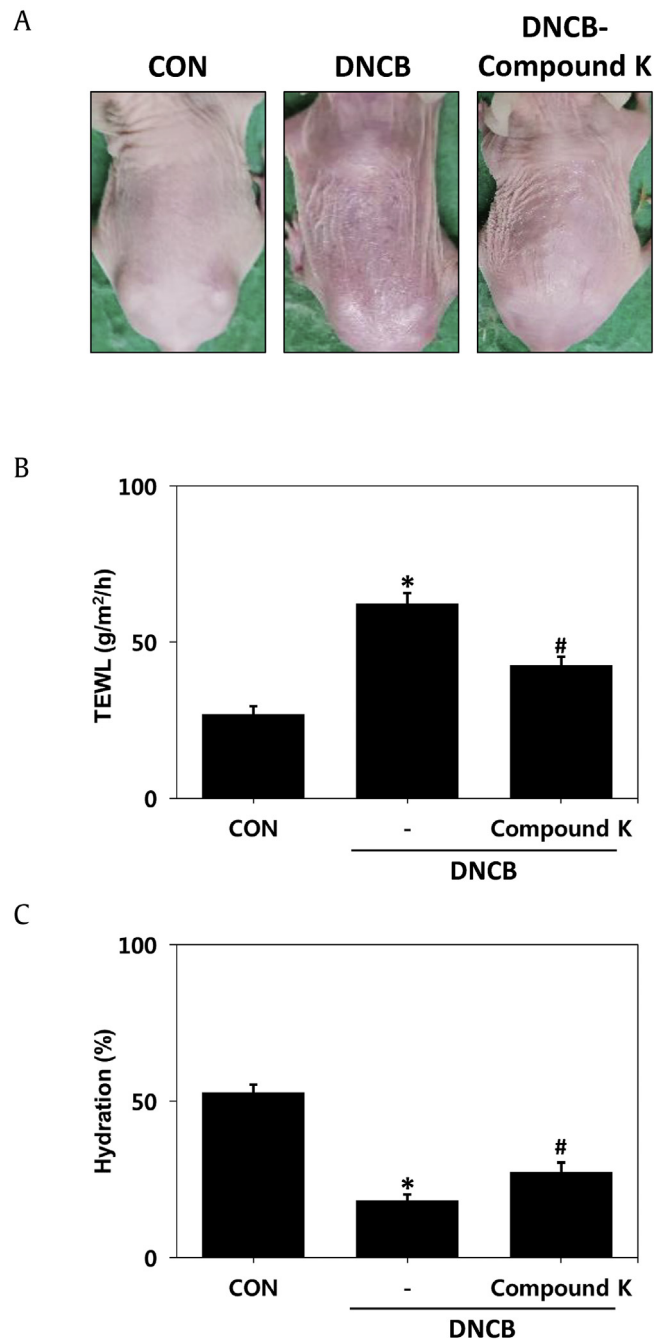 A
CON
DNCB
DNCB-
Compound K
B
100
50
0
TEWL (g/m²/h)
*
#
CON
-
Compound K
DNCB
C
100
50
0
Hydration (%)
*
#
CON
-
Compound K
DNCB